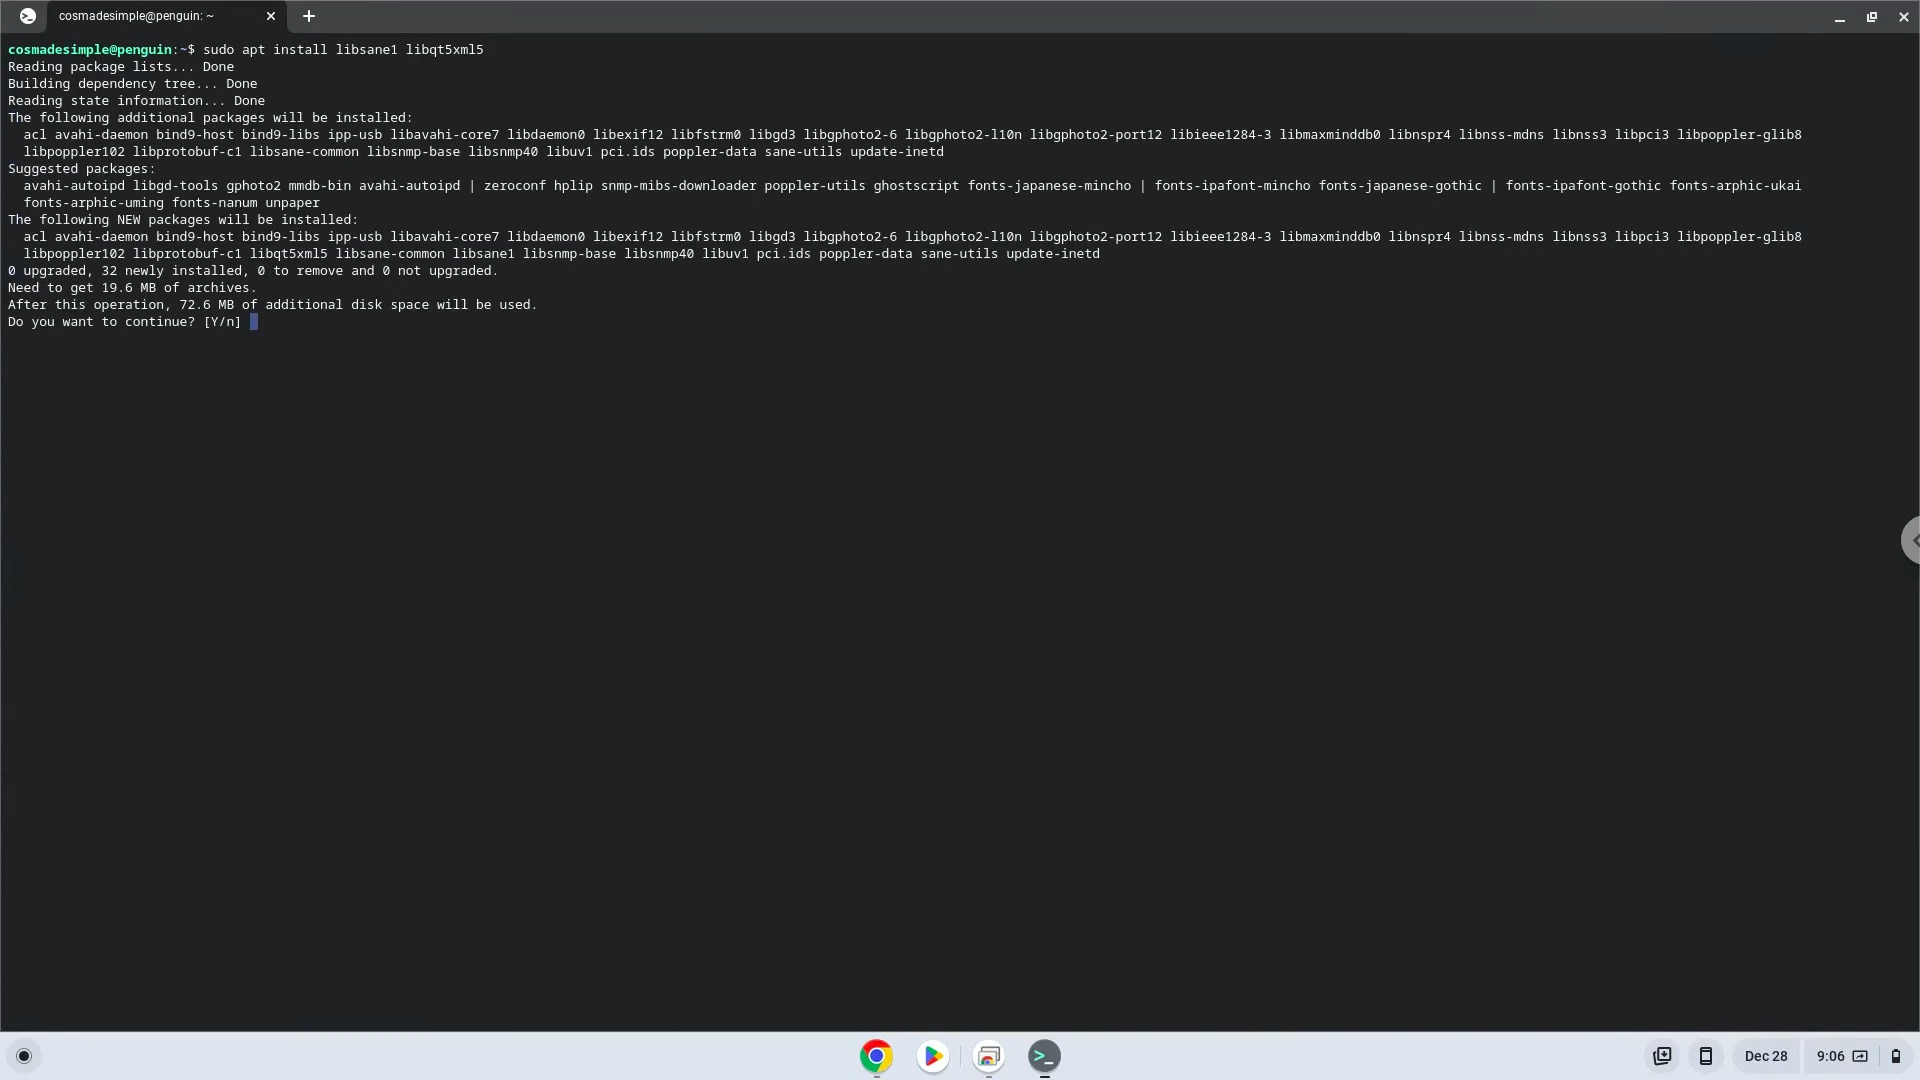 cosmadesimple@penguin: ~
cosmadesimple@penguin:~$ sudo apt install libsane1 libqt5xml5
Reading package lists... Done
Building dependency tree... Done
Reading state information... Done
The following additional packages will be installed:
  acl avahi-daemon bind9-host bind9-libs ipp-usb libavahi-core7 libdaemon0 libexif12 libfstrm0 libgd3 libgphoto2-6 libgphoto2-l10n libgphoto2-port12 libieee1284-3 libmaxminddb0 libnspr4 libnss-mdns libnss3 libpci3 libpoppler-glib8
  libpoppler102 libprotobuf-c1 libsane-common libsnmp-base libsnmp40 libuv1 pci.ids poppler-data sane-utils update-inetd
Suggested packages:
  avahi-autoipd libgd-tools gphoto2 mmdb-bin avahi-autoipd | zeroconf hplip snmp-mibs-downloader poppler-utils ghostscript fonts-japanese-mincho | fonts-ipafont-mincho fonts-japanese-gothic | fonts-ipafont-gothic fonts-arphic-ukai
  fonts-arphic-uming fonts-nanum unpaper
The following NEW packages will be installed:
  acl avahi-daemon bind9-host bind9-libs ipp-usb libavahi-core7 libdaemon0 libexif12 libfstrm0 libgd3 libgphoto2-6 libgphoto2-l10n libgphoto2-port12 libieee1284-3 libmaxminddb0 libnspr4 libnss-mdns libnss3 libpci3 libpoppler-glib8
  libpoppler102 libprotobuf-c1 libqt5xml5 libsane-common libsane1 libsnmp-base libsnmp40 libuv1 pci.ids poppler-data sane-utils update-inetd
0 upgraded, 32 newly installed, 0 to remove and 0 not upgraded.
Need to get 19.6 MB of archives.
After this operation, 72.6 MB of additional disk space will be used.
Do you want to continue? [Y/n]
Dec 28 9:06